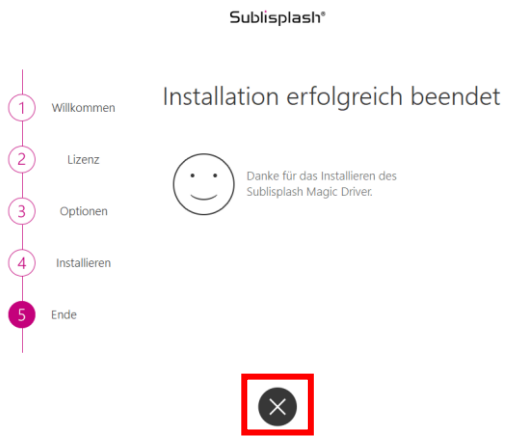 Sublisplash®
Installation erfolgreich beendet
1 Willkommen
2 Lizenz
3 Optionen
4 Installieren
5 Ende
Danke für das Installieren des
Sublisplash Magic Driver.